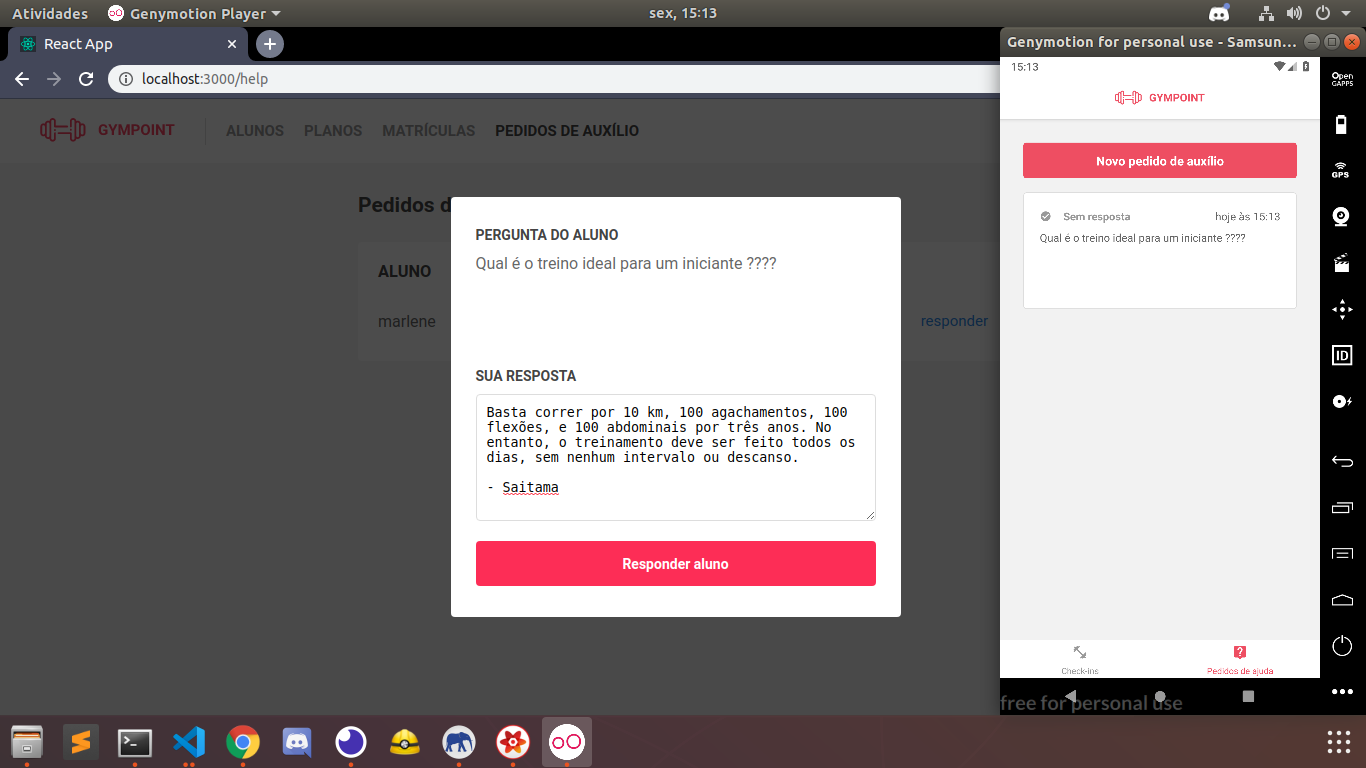 Atividades
Genymotion Player
sex, 15:13
React App
localhost:3000/help
GYMPOINT
ALUNOS
PLANOS
MATRÍCULAS
PEDIDOS DE AUXÍLIO
Pedidos d
ALUNO
marlene
responder
PERGUNTA DO ALUNO
Qual é o treino ideal para um iniciante ????
SUA RESPOSTA
Basta correr por 10 km, 100 agachamentos, 100
flexões, e 100 abdominais por três anos. No
entanto, o treinamento deve ser feito todos os
dias, sem nenhum intervalo ou descanso.
- Saitama
Responder aluno
Genymotion for personal use - Samsun...
15:13
GYMPOINT
Novo pedido de auxílio
Sem resposta
hoje às 15:13
Qual é o treino ideal para um iniciante ????
Check-ins
Pedidos de ajuda
free for personal use
Open
GAPPS
GPS
ID